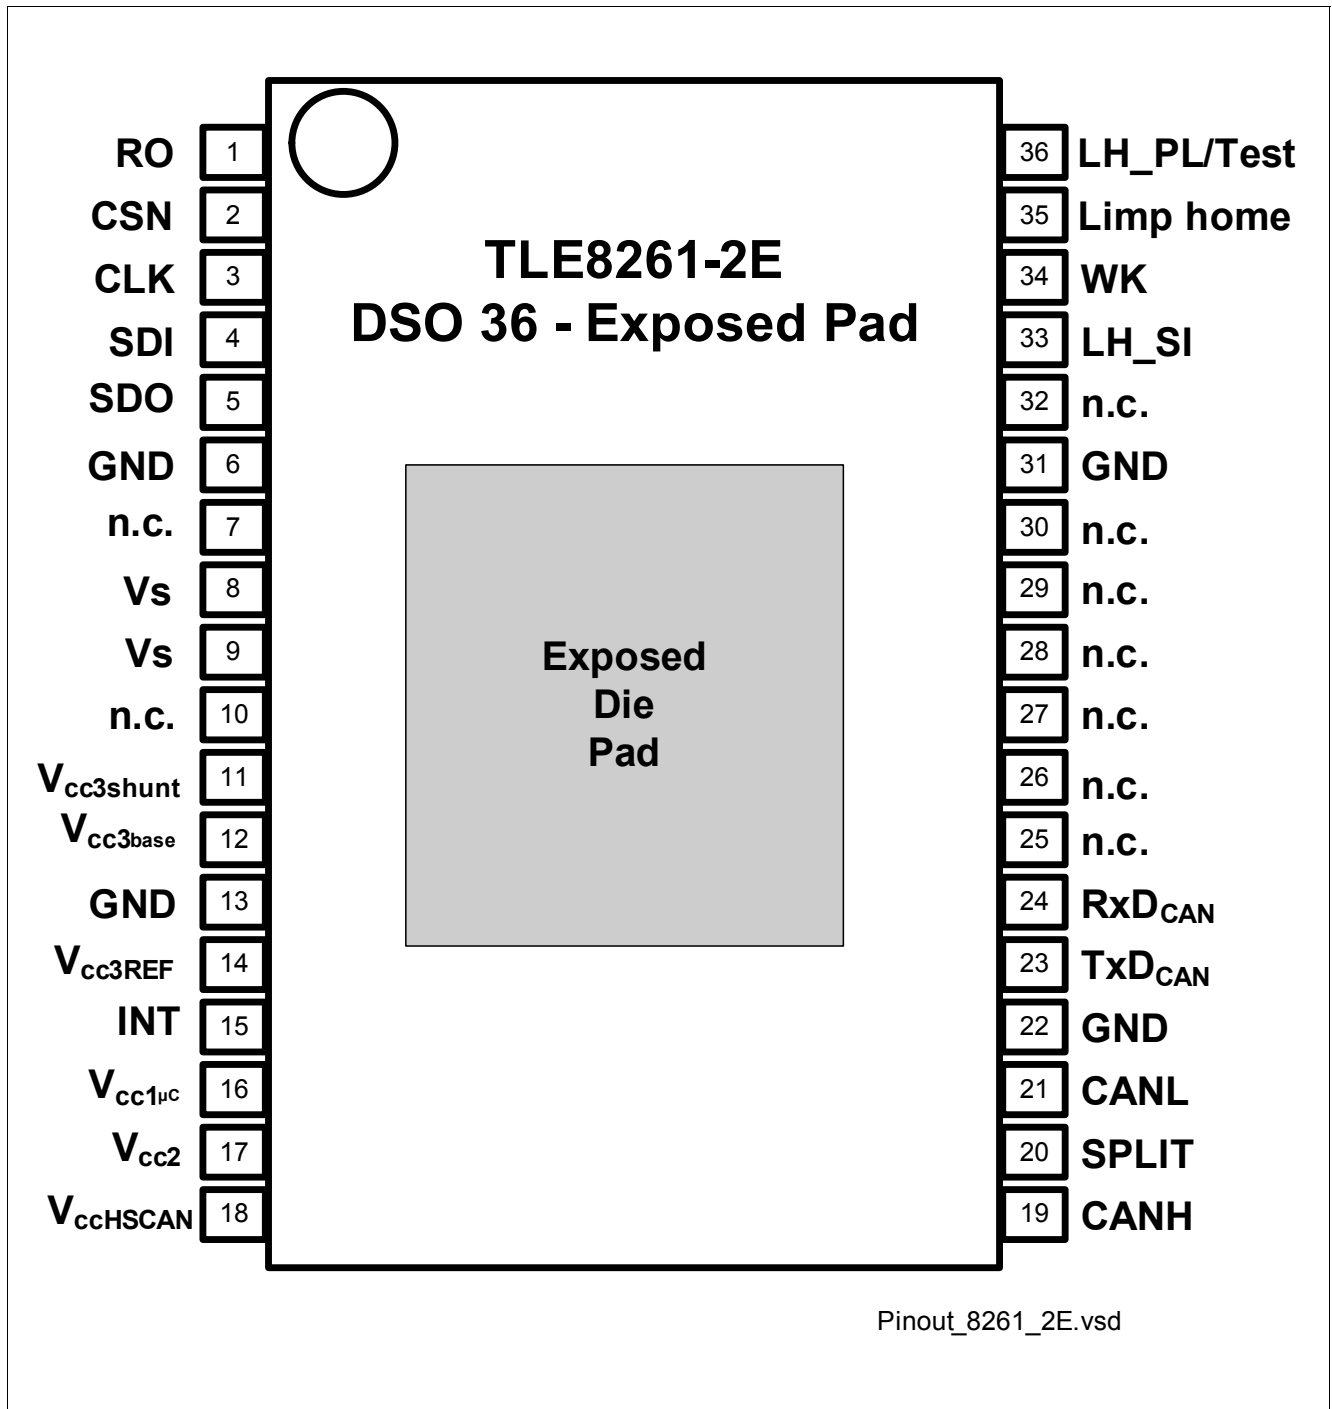 TLE8261-2E
DSO 36 - Exposed Pad
RO 1
CSN 2
CLK 3
SDI 4
SDO 5
GND 6
n.c. 7
Vs 8
Vs 9
n.c. 10
Vcc3shunt 11
Vcc3base 12
GND 13
Vcc3REF 14
INT 15
Vcc1µC 16
Vcc2 17
VccHSCAN 18
Exposed
Die
Pad
36 LH_PL/Test
35 Limp home
34 WK
33 LH_SI
32 n.c.
31 GND
30 n.c.
29 n.c.
28 n.c.
27 n.c.
26 n.c.
25 n.c.
24 RxDCAN
23 TxDCAN
22 GND
21 CANL
20 SPLIT
19 CANH
Pinout_8261_2E.vsd